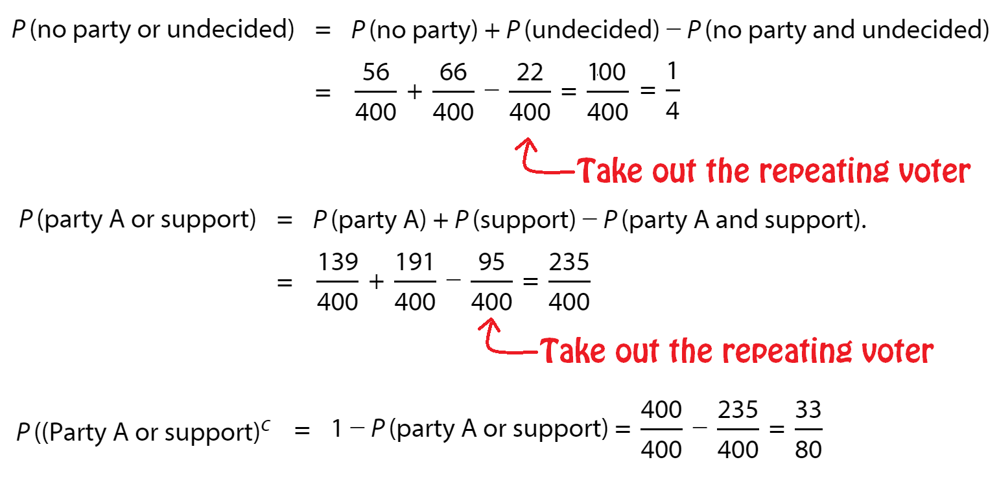 P(no party or undecided) = P(no party) + P(undecided) − P(no party and undecided)
= 56/400 + 66/400 − 22/400 = 100/400 = 1/4
Take out the repeating voter
P(party A or support) = P(party A) + P(support) − P(party A and support).
= 139/400 + 191/400 − 95/400 = 235/400
Take out the repeating voter
P((Party A or support)ᶜ = 1 − P(party A or support) = 400/400 − 235/400 = 33/80